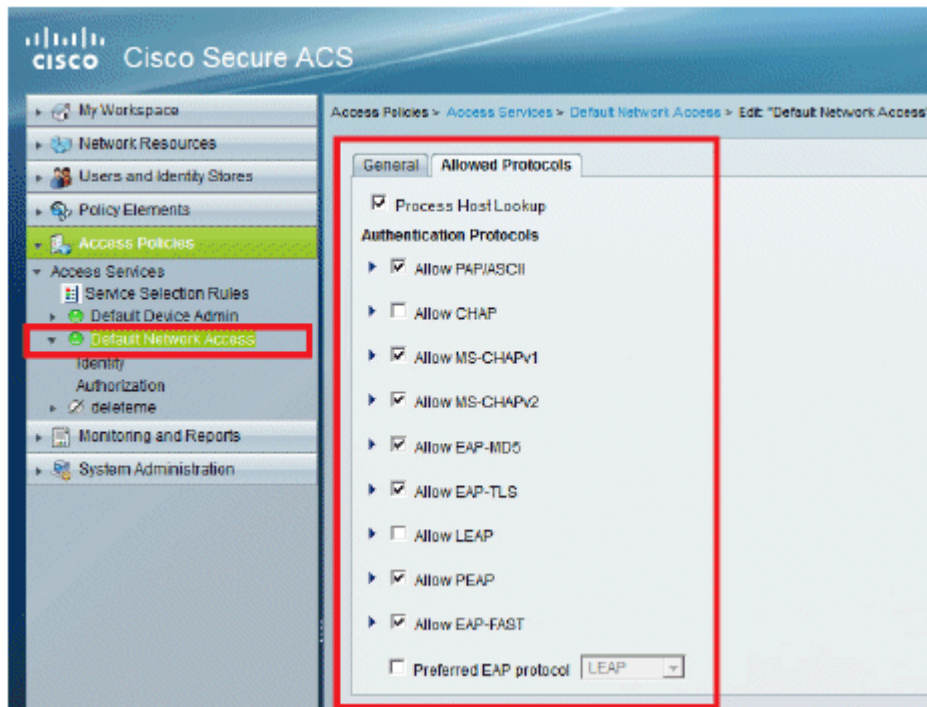 CISCO Cisco Secure ACS
My Workspace
Network Resources
Users and Identity Stores
Policy Elements
Access Policies
Access Services
Service Selection Rules
Default Device Admin
Default Network Access
Identity
Authorization
deleteme
Monitoring and Reports
System Administration
Access Policies > Access Services > Default Network Access > Edit: "Default Network Access"
General Allowed Protocols
Process Host Lookup
Authentication Protocols
Allow PAP/ASCII
Allow CHAP
Allow MS-CHAPv1
Allow MS-CHAPv2
Allow EAP-MD5
Allow EAP-TLS
Allow LEAP
Allow PEAP
Allow EAP-FAST
Preferred EAP protocol LEAP